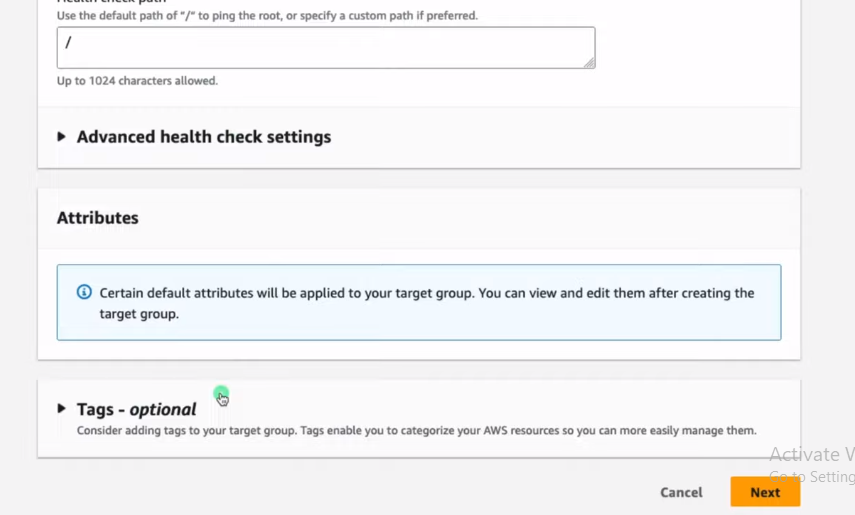 Health check path
Use the default path of "/" to ping the root, or specify a custom path if preferred.
/
Up to 1024 characters allowed.
Advanced health check settings
Attributes
Certain default attributes will be applied to your target group. You can view and edit them after creating the
target group.
Tags - optional
Consider adding tags to your target group. Tags enable you to categorize your AWS resources so you can more easily manage them.
Activate W
Go to Setting
Cancel
Next